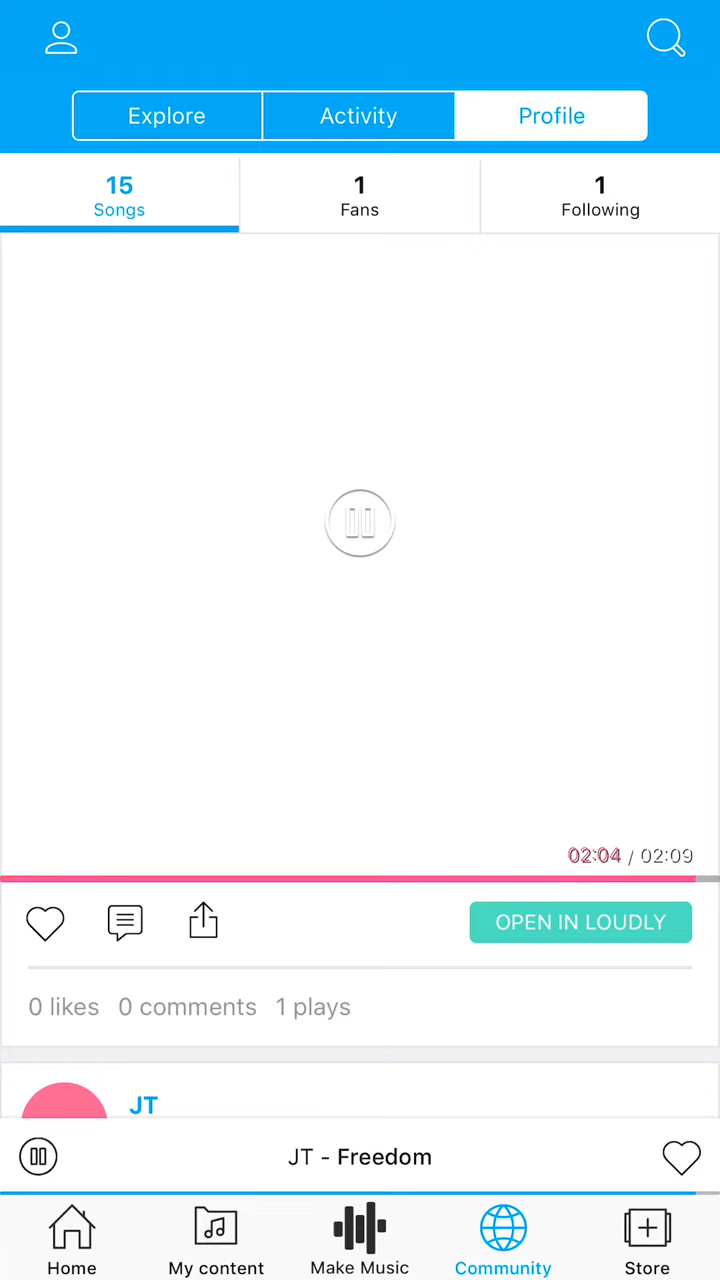 Explore Activity Profile
15 1 1
Songs Fans Following
02:04 / 02:09
OPEN IN LOUDLY
0 likes 0 comments 1 plays
JT
JT - Freedom
Home My content Make Music Community Store